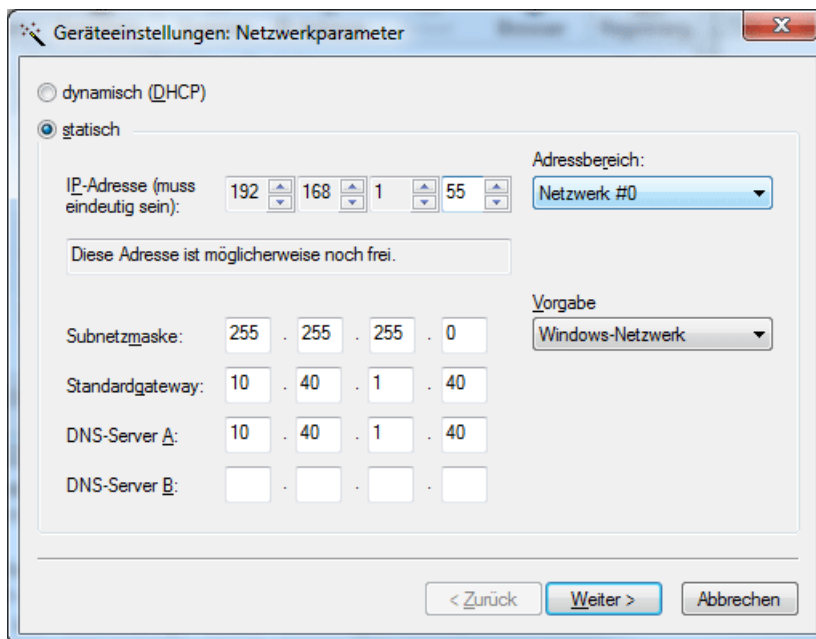 Geräteeinstellungen: Netzwerkparameter
dynamisch (DHCP)
statisch
Adressbereich:
IP-Adresse (muss eindeutig sein):
192 168 1 55
Netzwerk #0
Diese Adresse ist möglicherweise noch frei.
Vorgabe
Subnetzmaske: 255 . 255 . 255 . 0
Windows-Netzwerk
Standardgateway: 10 . 40 . 1 . 40
DNS-Server A: 10 . 40 . 1 . 40
DNS-Server B: . . .
< Zurück Weiter > Abbrechen